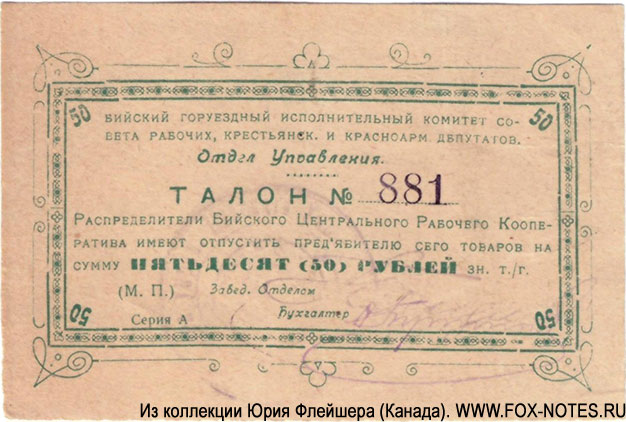 50 50
БИЙСКИЙ ГОРУЕЗДНЫЙ ИСПОЛНИТЕЛЬНЫЙ КОМИТЕТ СО-
ВЕТА РАБОЧИХ, КРЕСТЬЯНСК. И КРАСНОАРМ ДЕПУТАТОВ.
Отдел Управления.
ТАЛОН № 881
РАСПРЕДЕЛИТЕЛИ БИЙСКОГО ЦЕНТРАЛЬНОГО РАБОЧЕГО КООПЕ-
РАТИВА ИМЕЮТ ОТПУСТИТЬ ПРЕД'ЯВИТЕЛЮ СЕГО ТОВАРОВ НА
СУММУ ПЯТЬДЕСЯТ (50) РУБЛЕЙ ЗН. Т./Г.
(М. П.) Завед. Отделом
Серия А Бухгалтер
50 50
Из коллекции Юрия Флейшера (Канада). WWW.FOX-NOTES.RU